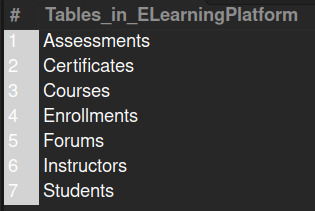 # Tables_in_ELearningPlatform
1 Assessments
2 Certificates
3 Courses
4 Enrollments
5 Forums
6 Instructors
7 Students